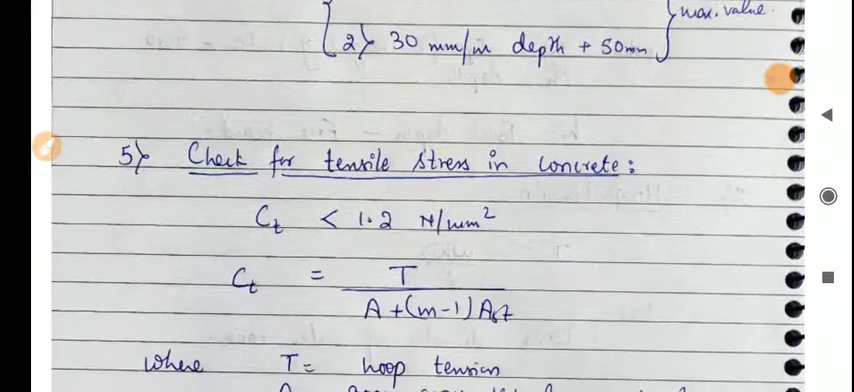 max. value.
2) 30 mm/m depth + 50mm
5) Check for tensile stress in concrete:
Ct < 1.2 N/mm²
Ct = T / A + (m-1) Ast
where T = hoop tension